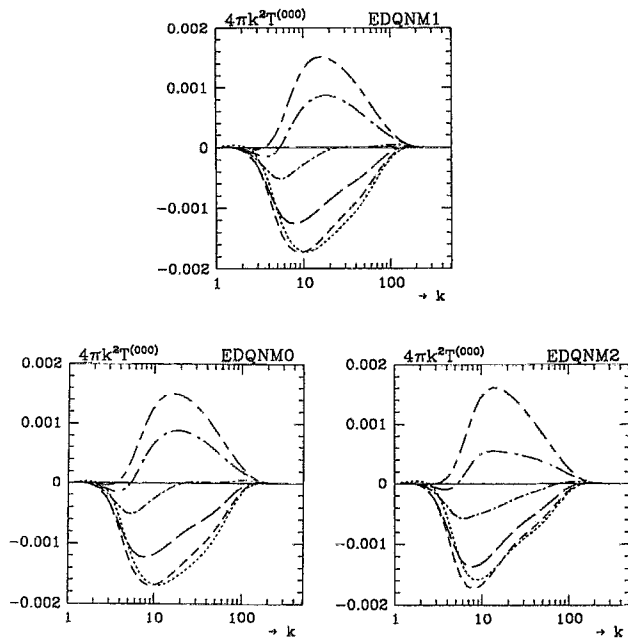 4πk²T⁽⁰⁰⁰⁾ EDQNM1
0.002
0.001
0
−0.001
−0.002
1 10 100
→ k
4πk²T⁽⁰⁰⁰⁾ EDQNM0
0.002
0.001
0
−0.001
−0.002
1 10 100
→ k
4πk²T⁽⁰⁰⁰⁾ EDQNM2
0.002
0.001
0
−0.001
−0.002
1 10 100
→ k